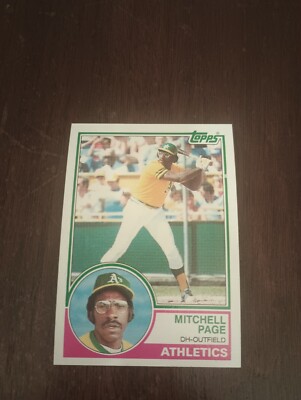 Topps
MITCHELL
PAGE
DH-OUTFIELD
ATHLETICS
A's